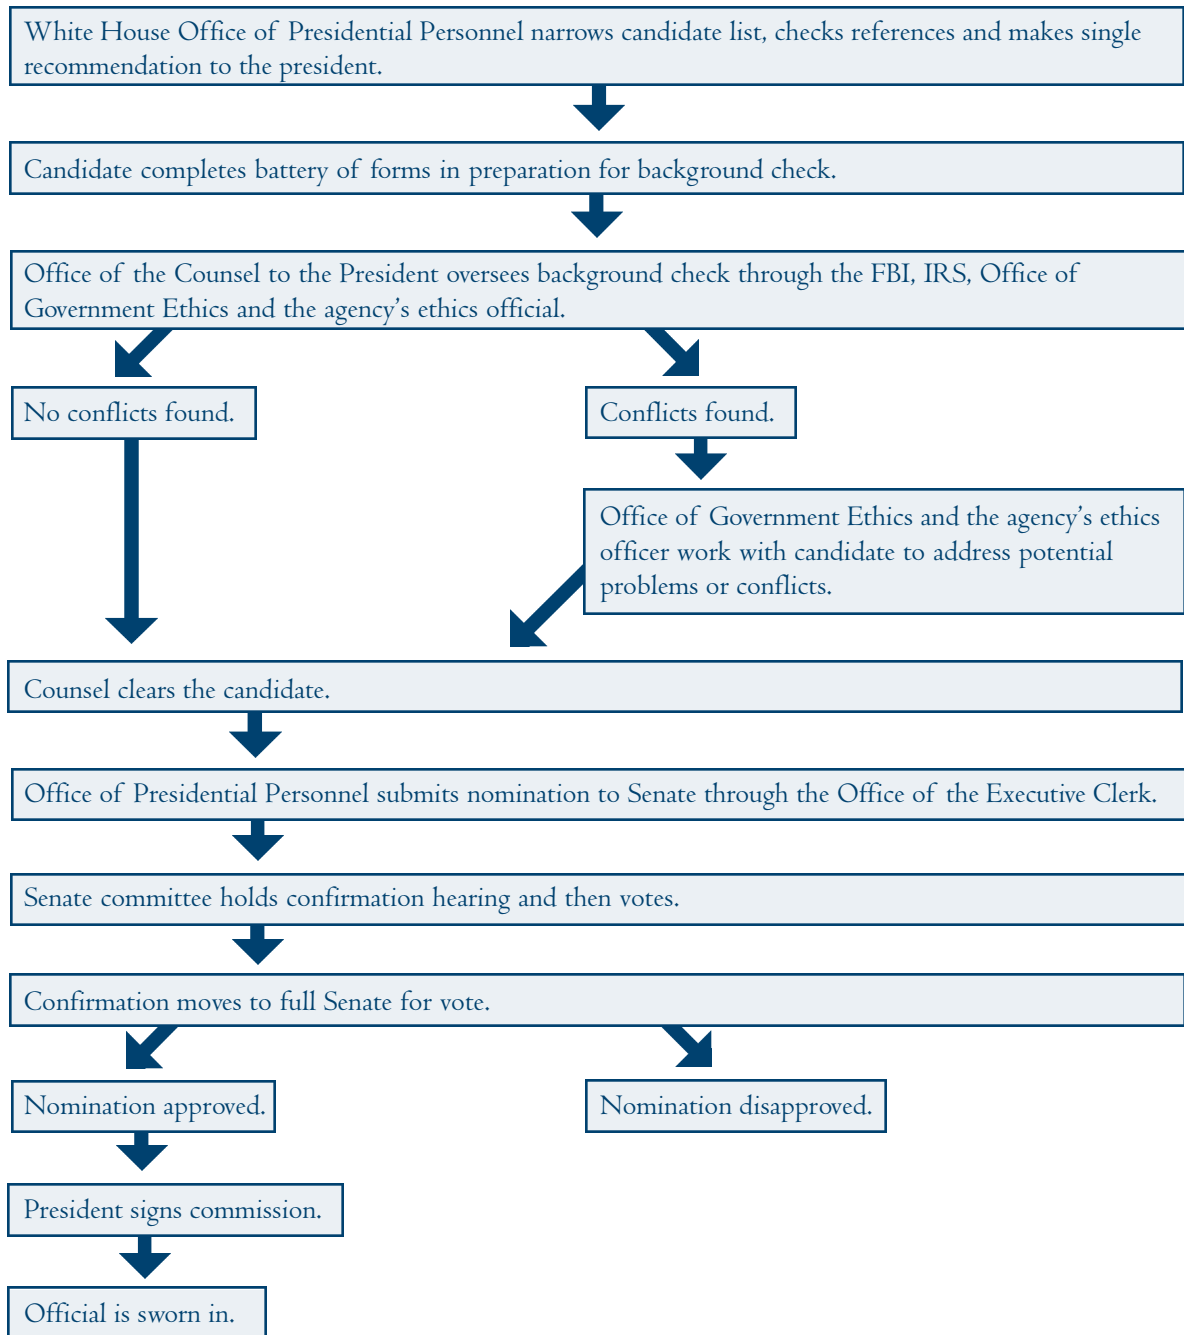 White House Office of Presidential Personnel narrows candidate list, checks references and makes single
recommendation to the president.
Candidate completes battery of forms in preparation for background check.
Office of the Counsel to the President oversees background check through the FBI, IRS, Office of
Government Ethics and the agency's ethics official.
No conflicts found.
Conflicts found.
Office of Government Ethics and the agency's ethics
officer work with candidate to address potential
problems or conflicts.
Counsel clears the candidate.
Office of Presidential Personnel submits nomination to Senate through the Office of the Executive Clerk.
Senate committee holds confirmation hearing and then votes.
Confirmation moves to full Senate for vote.
Nomination approved.
Nomination disapproved.
President signs commission.
Official is sworn in.